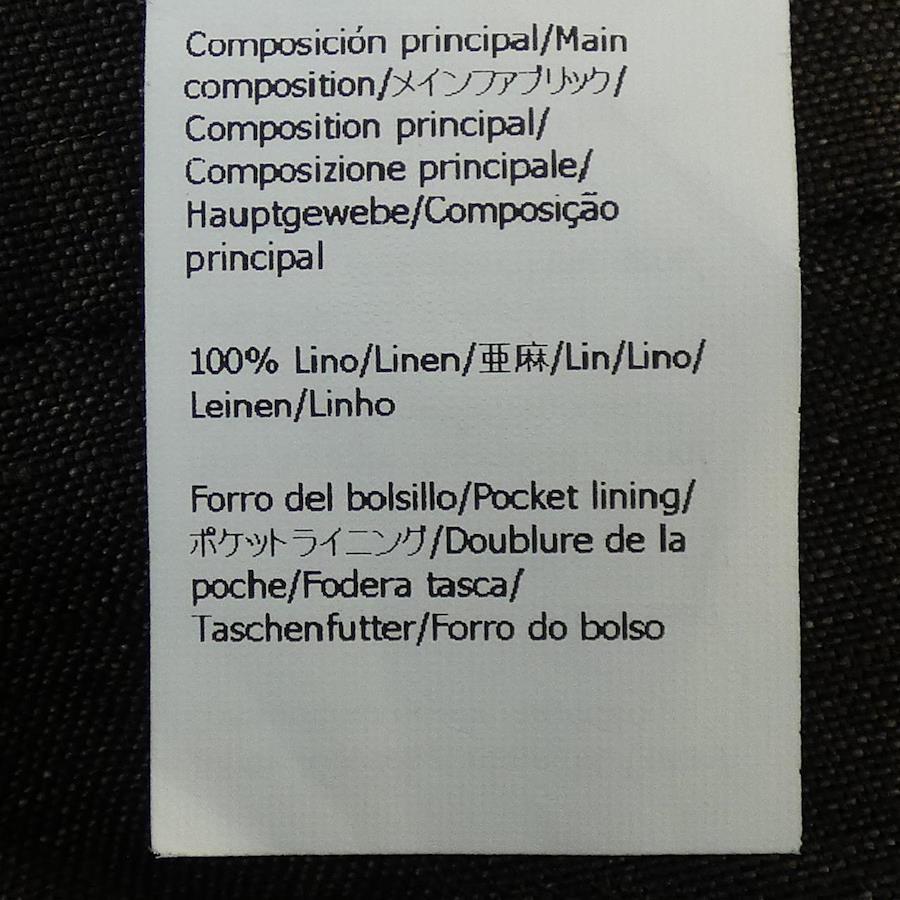 Composición principal/Main
composition/メインファブリック/
Composition principal/
Composizione principale/
Hauptgewebe/Composição
principal
100% Lino/Linen/亜麻/Lin/Lino/
Leinen/Linho
Forro del bolsillo/Pocket lining/
ポケットライニング/Doublure de la
poche/Fodera tasca/
Taschenfutter/Forro do bolso